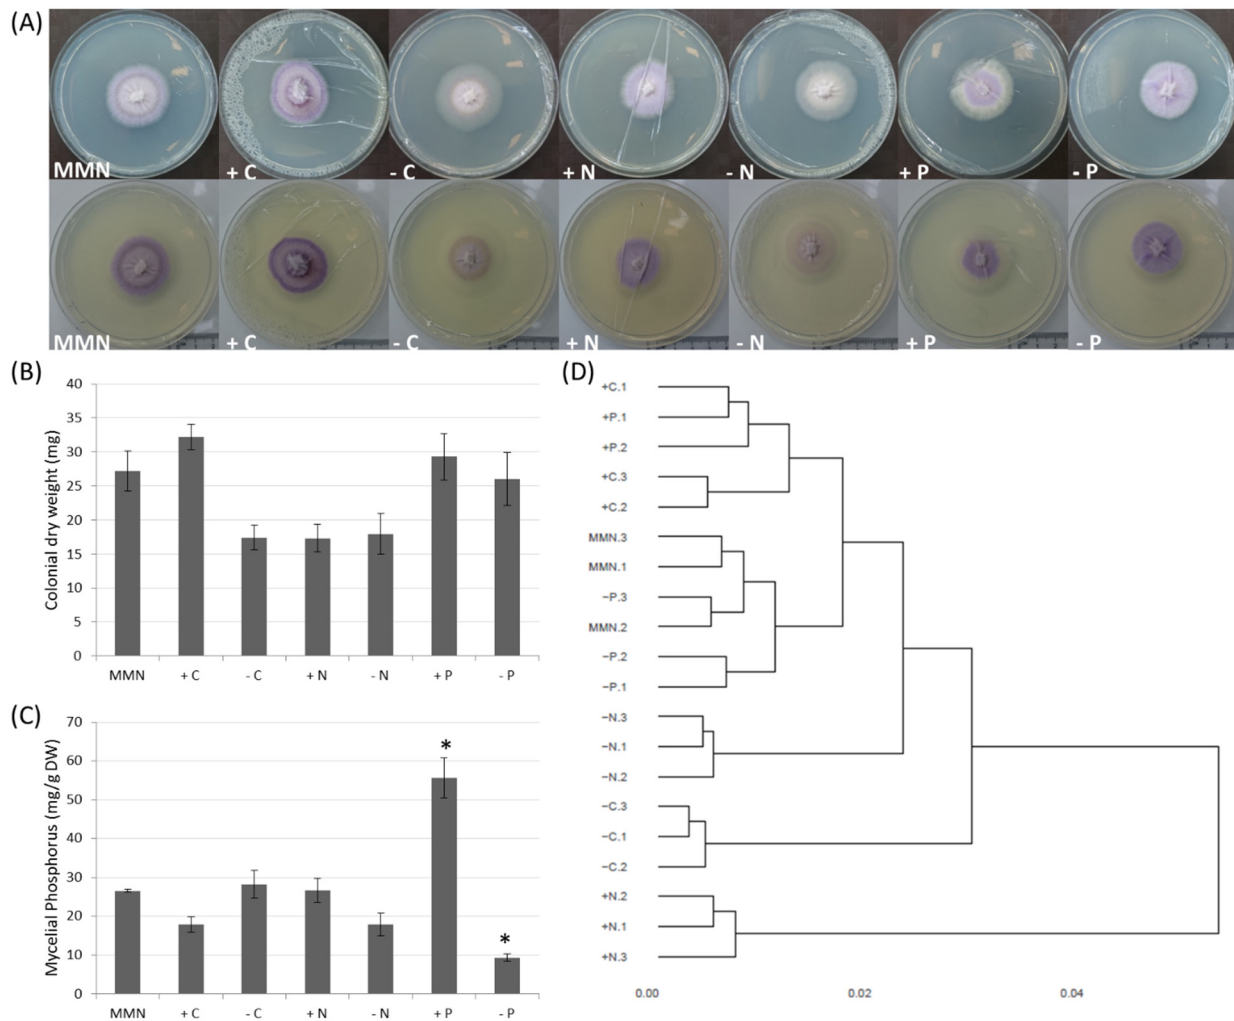 (A)
MMN + C - C + N - N + P - P
MMN + C - C + N - N + P - P
(B)
Colonial dry weight (mg)
40
35
30
25
20
15
10
5
0
MMN + C - C + N - N + P - P
(C)
Mycelial Phosphorus (mg/g DW)
70
60
50
40
30
20
10
0
* *
MMN + C - C + N - N + P - P
(D)
+C.1
+P.1
+P.2
+C.3
+C.2
MMN.3
MMN.1
−P.3
MMN.2
−P.2
−P.1
−N.3
−N.1
−N.2
−C.3
−C.1
−C.2
+N.2
+N.1
+N.3
0.00 0.02 0.04